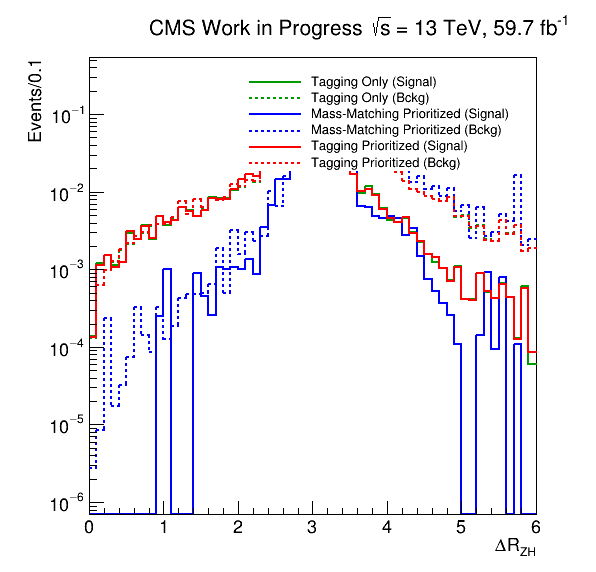 CMS Work in Progress √s = 13 TeV, 59.7 fb⁻¹
Events/0.1
Tagging Only (Signal)
Tagging Only (Bckg)
Mass-Matching Prioritized (Signal)
Mass-Matching Prioritized (Bckg)
Tagging Prioritized (Signal)
Tagging Prioritized (Bckg)
10⁻¹
10⁻²
10⁻³
10⁻⁴
10⁻⁵
10⁻⁶
0 1 2 3 4 5 6
ΔR_ZH